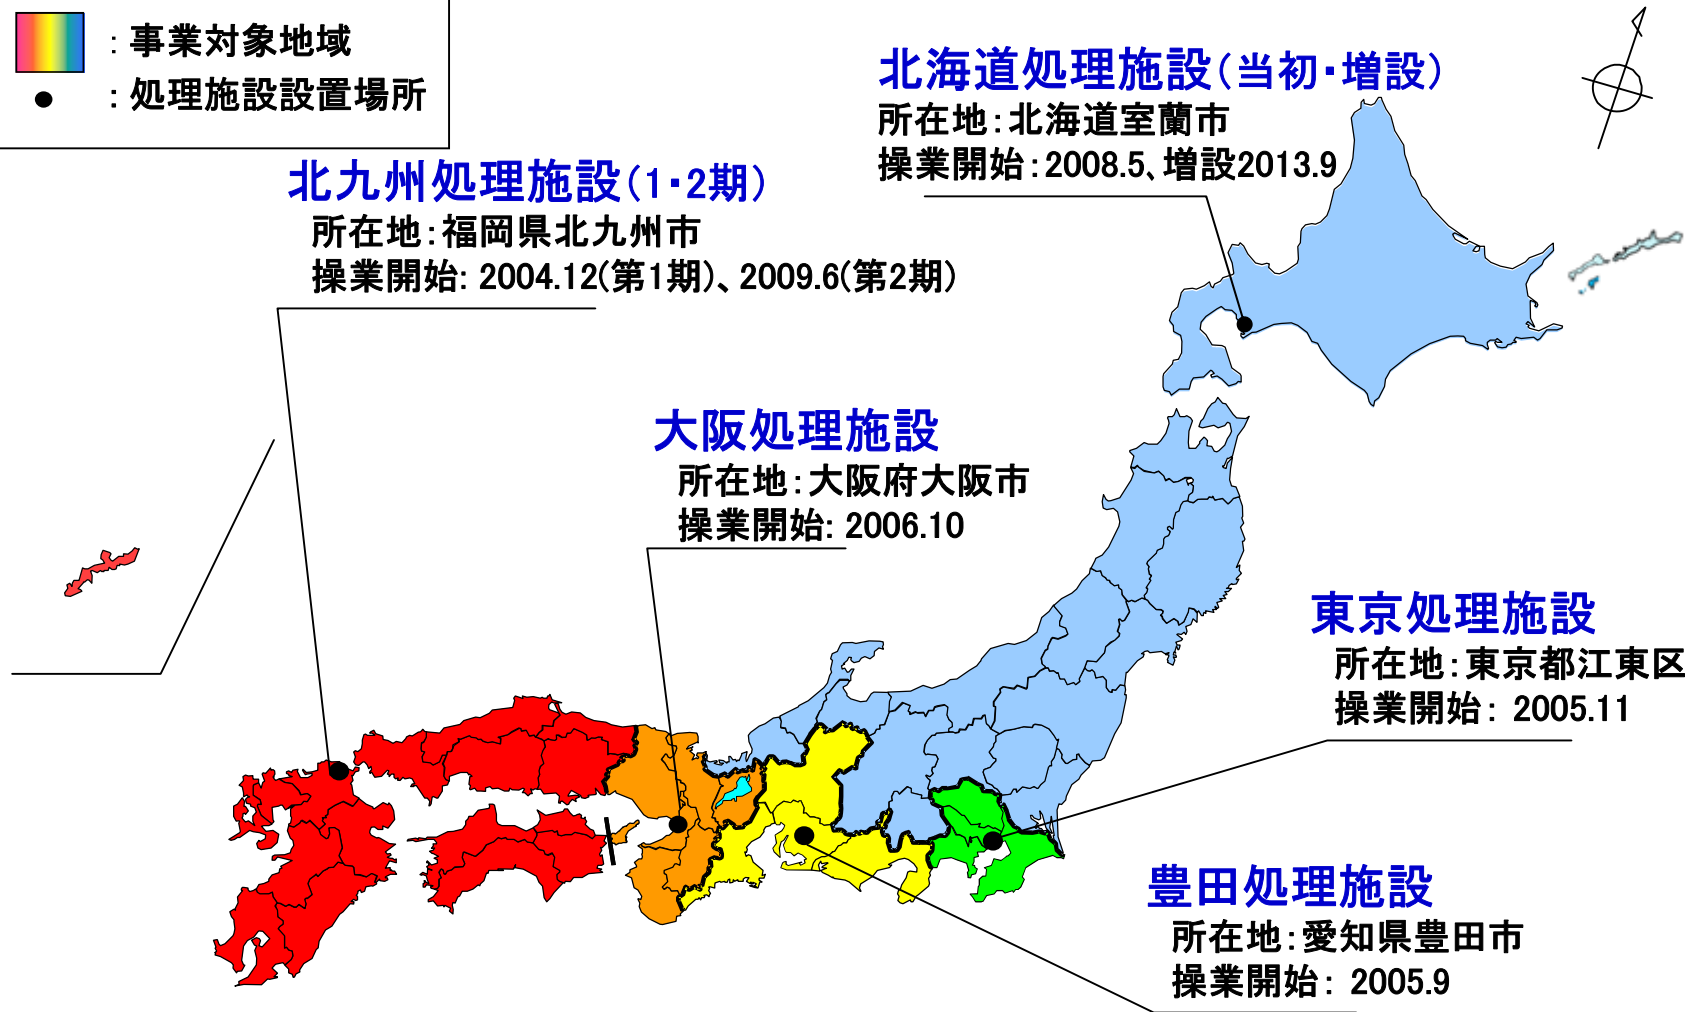 ：事業対象地域
：処理施設設置場所
北海道処理施設（当初・増設）
所在地：北海道室蘭市
操業開始：2008.5、増設2013.9
北九州処理施設（1・2期）
所在地：福岡県北九州市
操業開始: 2004.12(第1期)、2009.6(第2期)
大阪処理施設
所在地：大阪府大阪市
操業開始: 2006.10
東京処理施設
所在地：東京都江東区
操業開始： 2005.11
豊田処理施設
所在地：愛知県豊田市
操業開始： 2005.9